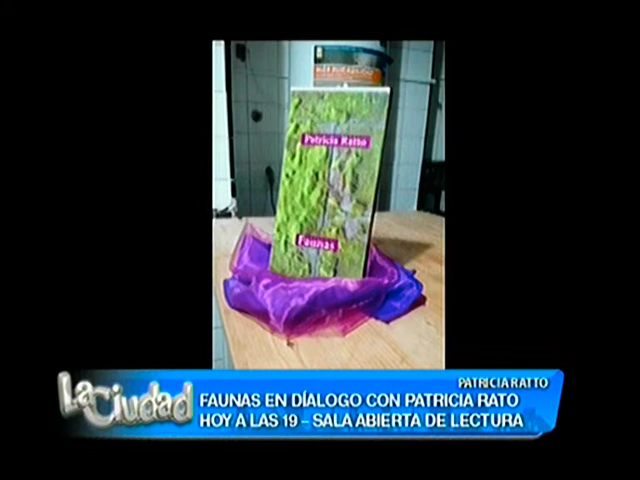 Patricia Ratto
Faunas
La Ciudad
PATRICIA RATTO
FAUNAS EN DÍALOGO CON PATRICIA RATO
HOY A LAS 19 – SALA ABIERTA DE LECTURA